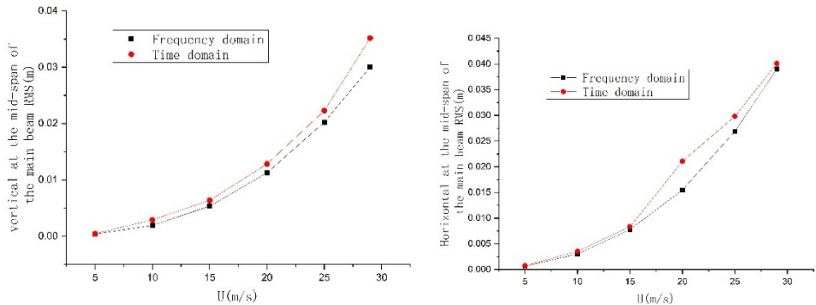 vertical at the mid-span of
the main beam RMS(m)
0.04
0.03
0.02
0.01
0.00
Frequency domain
Time domain
5 10 15 20 25 30
U(m/s)
Horizontal at the mid-span of
the main beam RMS(m)
0.045
0.040
0.035
0.030
0.025
0.020
0.015
0.010
0.005
0.000
Frequency domain
Time domain
5 10 15 20 25 30
U(m/s)